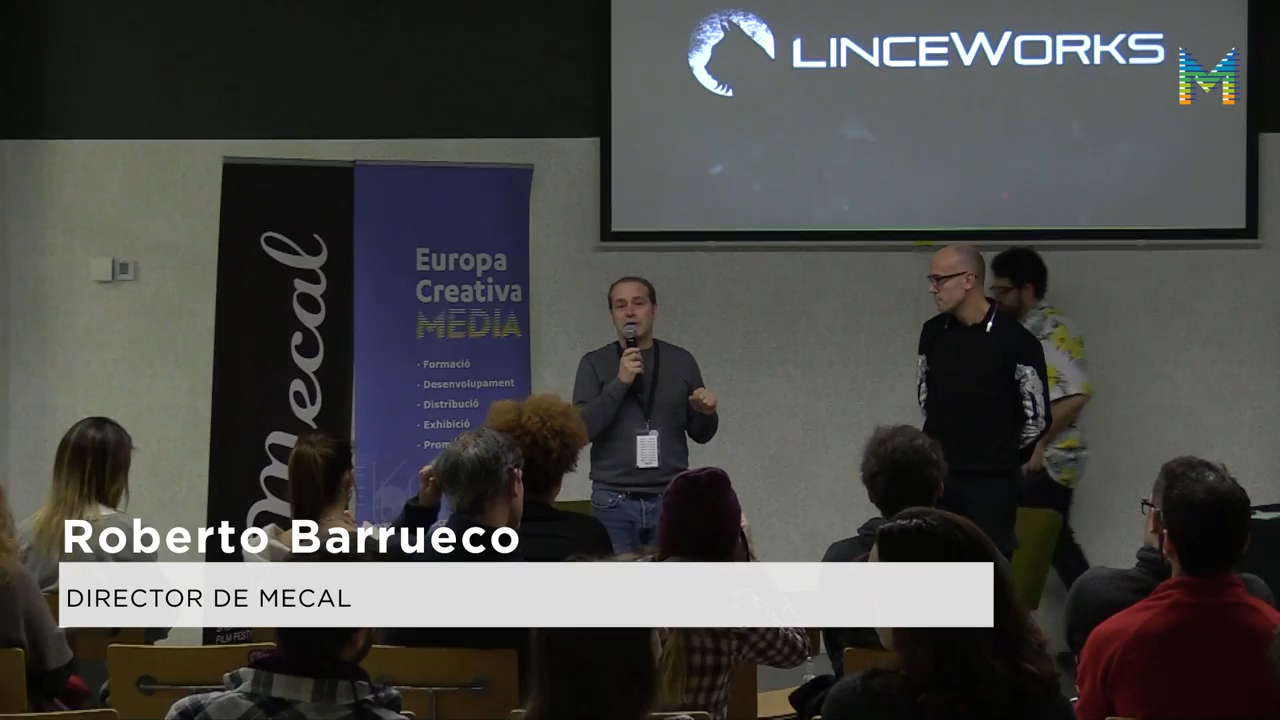 LINCEWORKS
M
mecal
Europa
Creativa
MEDIA
· Formació
· Desenvolupament
· Distribució
· Exhibició
Roberto Barrueco
DIRECTOR DE MECAL